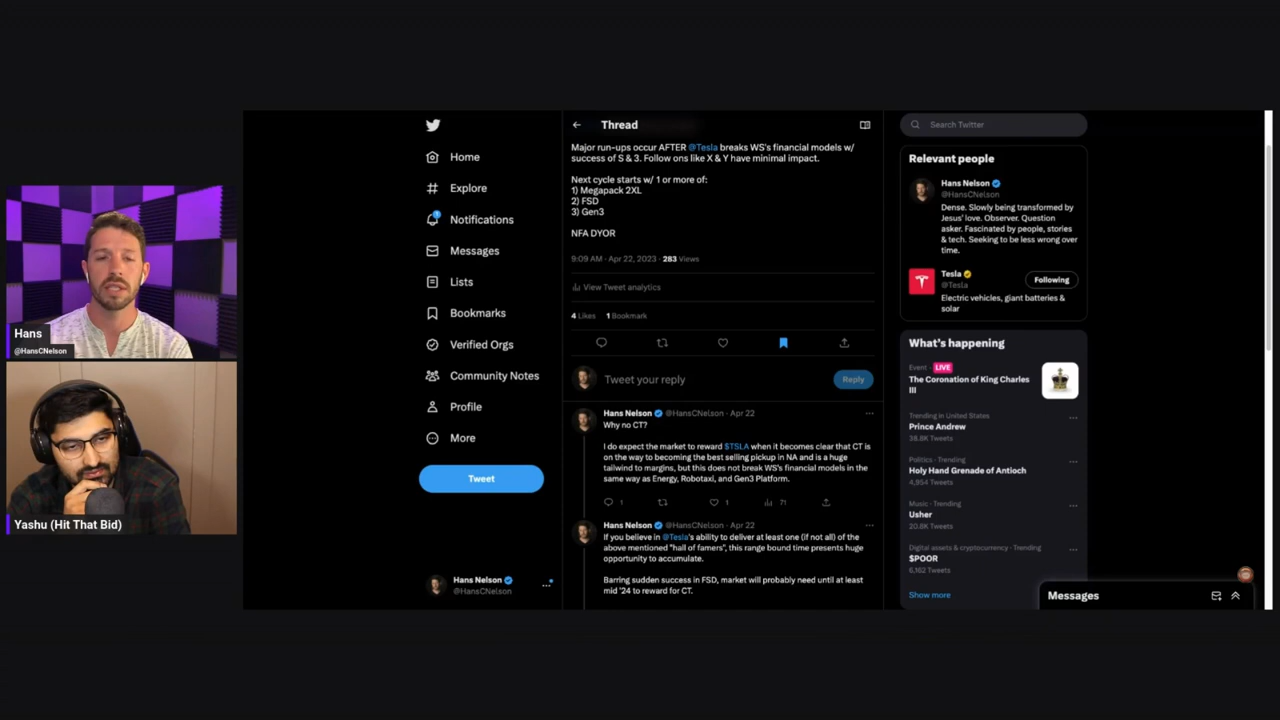 Hans
@HansCNelson
Yashu (Hit That Bid)
Home
Explore
Notifications
Messages
Lists
Bookmarks
Verified Orgs
Community Notes
Profile
More
Tweet
Hans Nelson
@HansCNelson
Thread
Major run-ups occur AFTER @Tesla breaks WS's financial models w/
success of S & 3. Follow ons like X & Y have minimal impact.
Next cycle starts w/ 1 or more of:
1) Megapack 2XL
2) FSD
3) Gen3
NFA DYOR
9:09 AM · Apr 22, 2023 · 283 Views
View Tweet analytics
4 Likes 1 Bookmark
Tweet your reply
Reply
Hans Nelson @HansCNelson · Apr 22
Why no CT?
I do expect the market to reward $TSLA when it becomes clear that CT is
on the way to becoming the best selling pickup in NA and is a huge
tailwind to margins, but this does not break WS's financial models in the
same way as Energy, Robotaxi, and Gen3 Platform.
1 1 71
Hans Nelson @HansCNelson · Apr 22
If you believe in @Tesla's ability to deliver at least one (if not all) of the
above mentioned "hall of famers", this range bound time presents huge
opportunity to accumulate.
Barring sudden success in FSD, market will probably need until at least
mid '24 to reward for CT.
Search Twitter
Relevant people
Hans Nelson
@HansCNelson
Dense. Slowly being transformed by
Jesus' love. Observer. Question
asker. Fascinated by people, stories
& tech. Seeking to be less wrong over
time.
Tesla
@Tesla
Following
Electric vehicles, giant batteries &
solar
What's happening
Event · LIVE
The Coronation of King Charles
III
Trending in United States
Prince Andrew
38.8K Tweets
Politics · Trending
Holy Hand Grenade of Antioch
4,954 Tweets
Music · Trending
Usher
20.8K Tweets
Digital assets & cryptocurrency · Trending
$POOR
6,162 Tweets
Show more
Messages